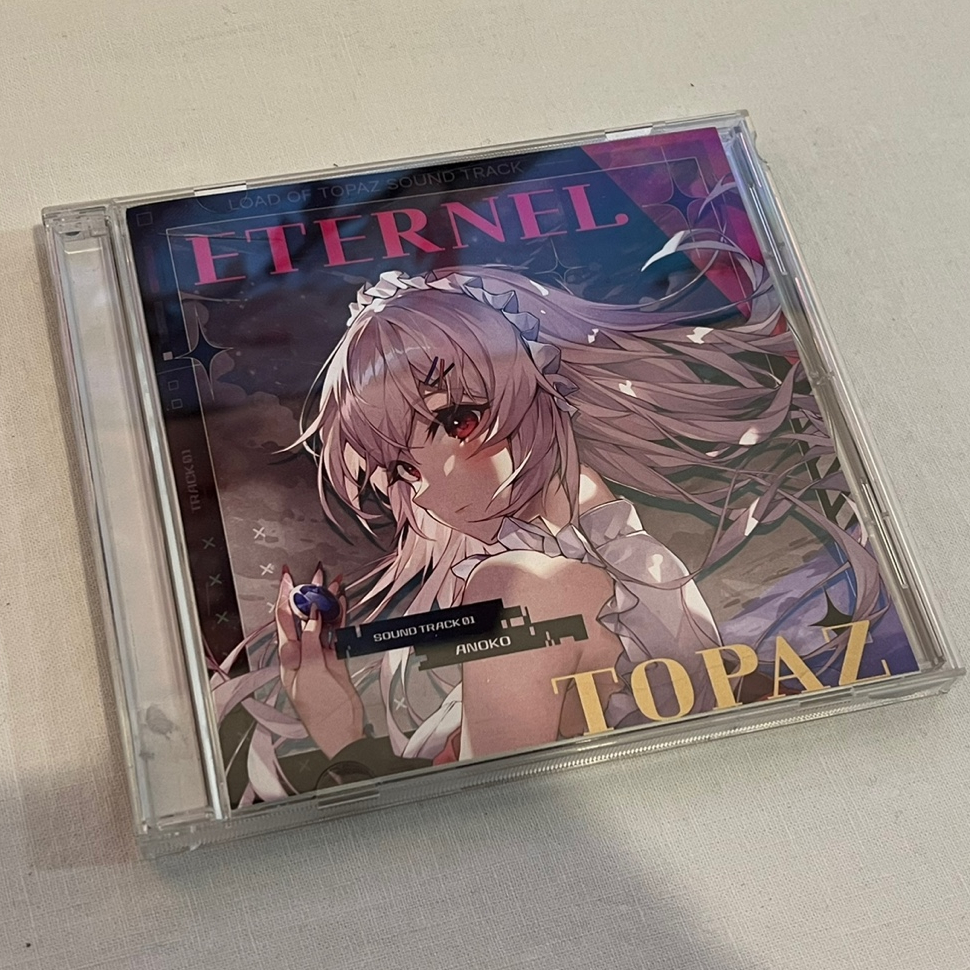 LOAD OF TOPAZ SOUND TRACK
ETERNEL
TRACK 01
SOUND TRACK 01
ANOKO
TOPAZ